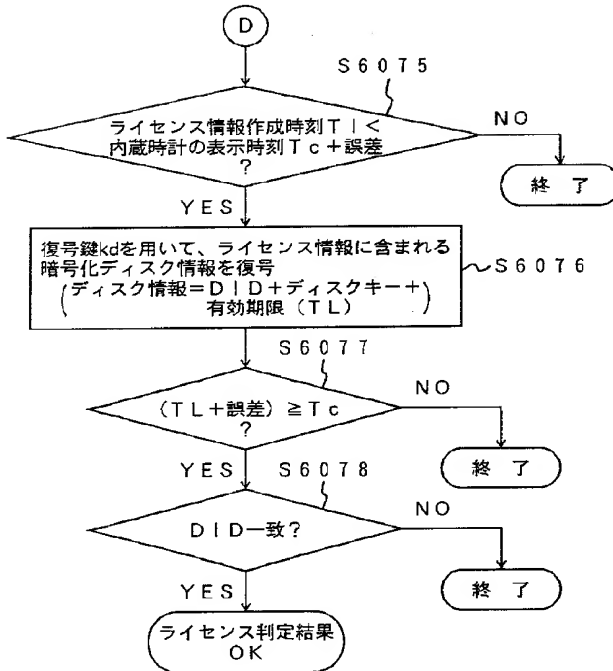 D
S6075
ライセンス情報作成時刻TI<
内蔵時計の表示時刻Tc+誤差
?
NO
終了
YES
復号鍵kdを用いて、ライセンス情報に含まれる
暗号化ディスク情報を復号
(ディスク情報=DID+ディスクキー+
有効期限(TL))
S6076
S6077
(TL+誤差)≧Tc
?
NO
終了
YES
S6078
DID一致?
NO
終了
YES
ライセンス判定結果
OK